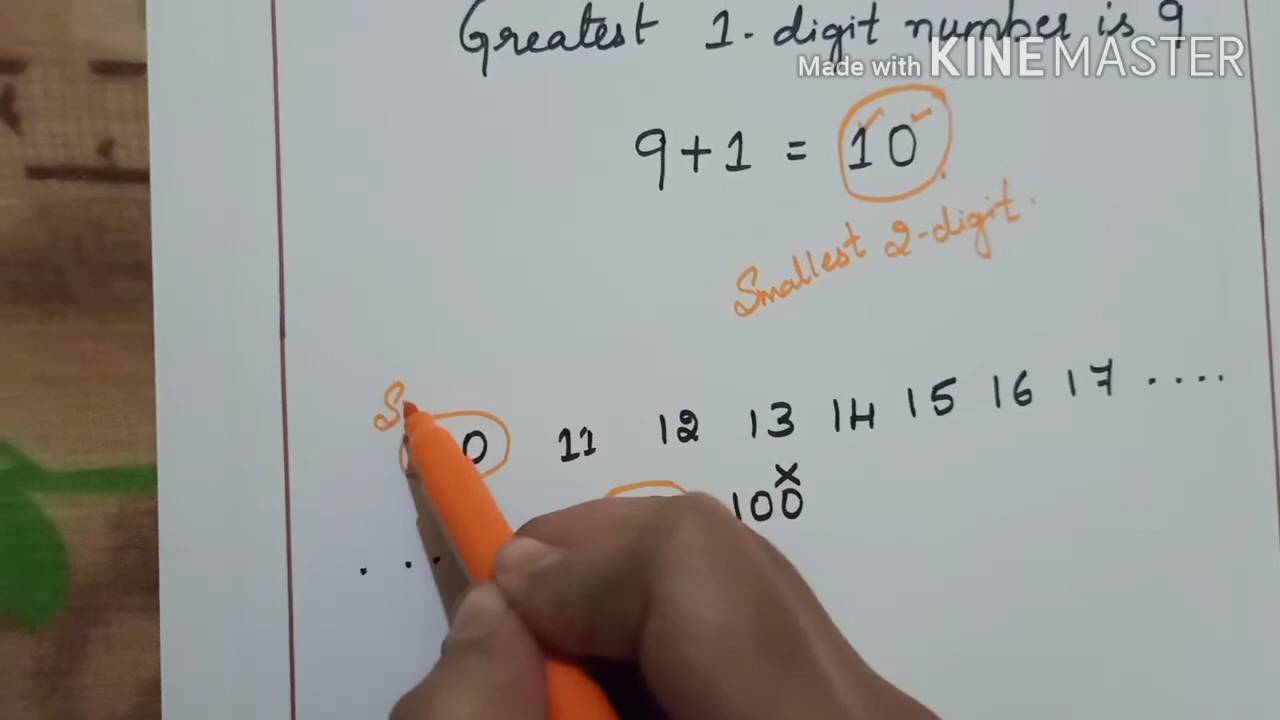 Greatest 1-digit number is 9
Made with KINEMASTER
9+1 = 10
Smallest 2-digit.
S
0 11 12 13 14 15 16 17 ....
x
... 100